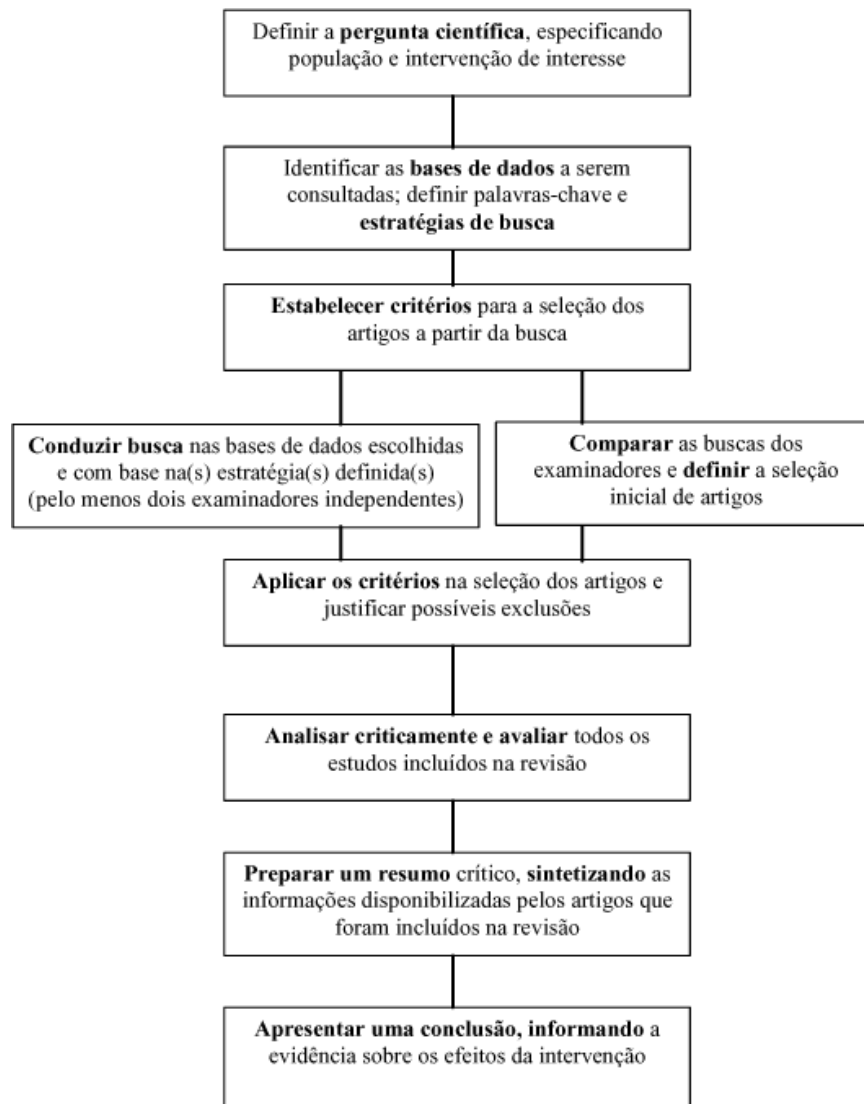 Definir a pergunta científica, especificando
população e intervenção de interesse
Identificar as bases de dados a serem
consultadas; definir palavras-chave e
estratégias de busca
Estabelecer critérios para a seleção dos
artigos a partir da busca
Conduzir busca nas bases de dados escolhidas
e com base na(s) estratégia(s) definida(s)
(pelo menos dois examinadores independentes)
Comparar as buscas dos
examinadores e definir a seleção
inicial de artigos
Aplicar os critérios na seleção dos artigos e
justificar possíveis exclusões
Analisar criticamente e avaliar todos os
estudos incluídos na revisão
Preparar um resumo crítico, sintetizando as
informações disponibilizadas pelos artigos que
foram incluídos na revisão
Apresentar uma conclusão, informando a
evidência sobre os efeitos da intervenção